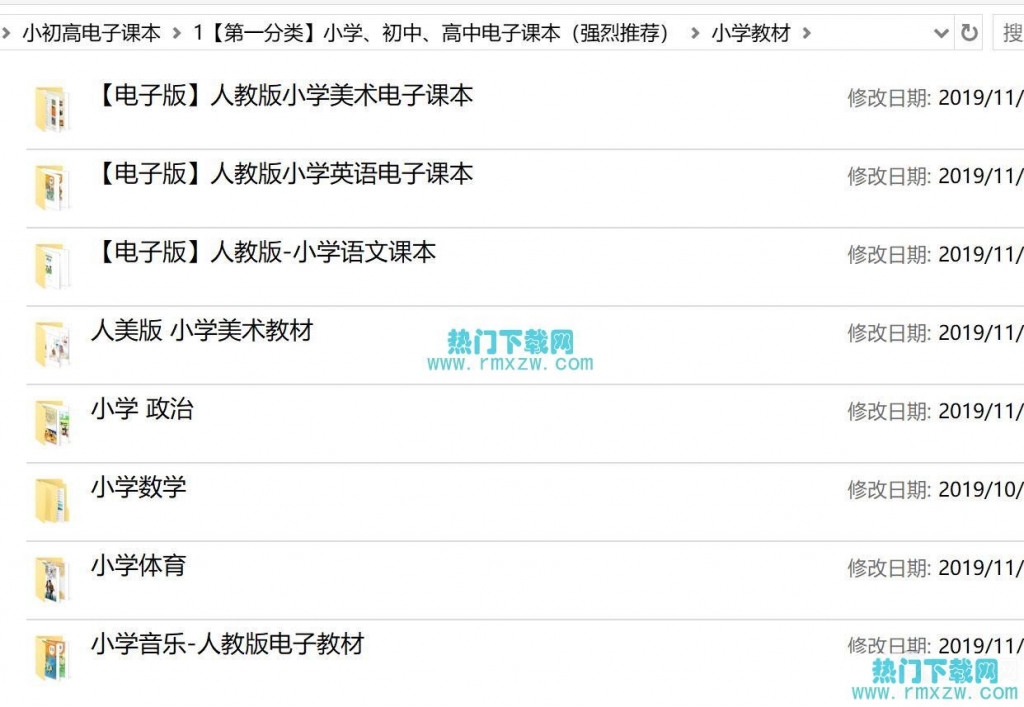 小初高电子课本 > 1【第一分类】小学、初中、高中电子课本（强烈推荐） > 小学教材 > 搜
【电子版】人教版小学美术电子课本 修改日期: 2019/11/
【电子版】人教版小学英语电子课本 修改日期: 2019/11/
【电子版】人教版-小学语文课本 修改日期: 2019/11/
人美版 小学美术教材 修改日期: 2019/11/
热门下载网
www.rmxzw.com
小学 政治 修改日期: 2019/11/
小学数学 修改日期: 2019/10/
小学体育 修改日期: 2019/11/
小学音乐-人教版电子教材 修改日期: 2019/11/
热门下载网
www.rmxzw.com